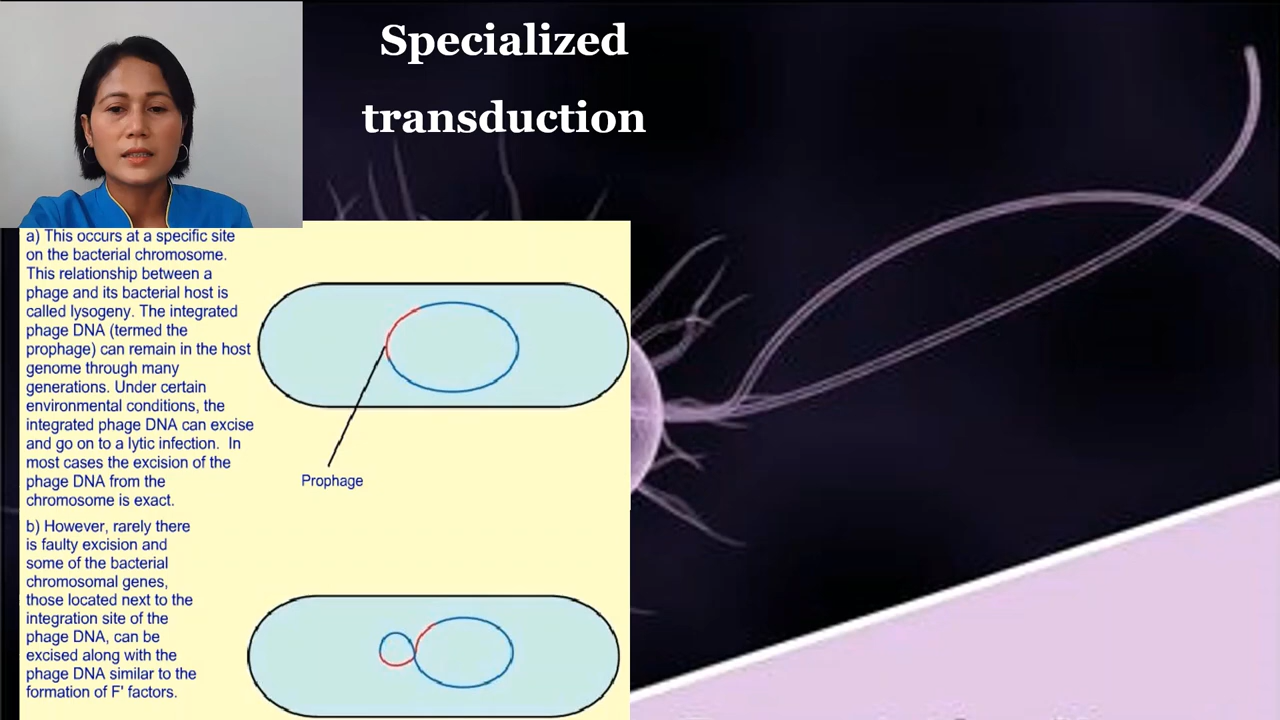 Specialized
transduction
a) This occurs at a specific site
on the bacterial chromosome.
This relationship between a
phage and its bacterial host is
called lysogeny. The integrated
phage DNA (termed the
prophage) can remain in the host
genome through many
generations. Under certain
environmental conditions, the
integrated phage DNA can excise
and go on to a lytic infection. In
most cases the excision of the
phage DNA from the
chromosome is exact.
Prophage
b) However, rarely there
is faulty excision and
some of the bacterial
chromosomal genes,
those located next to the
integration site of the
phage DNA, can be
excised along with the
phage DNA similar to the
formation of F' factors.